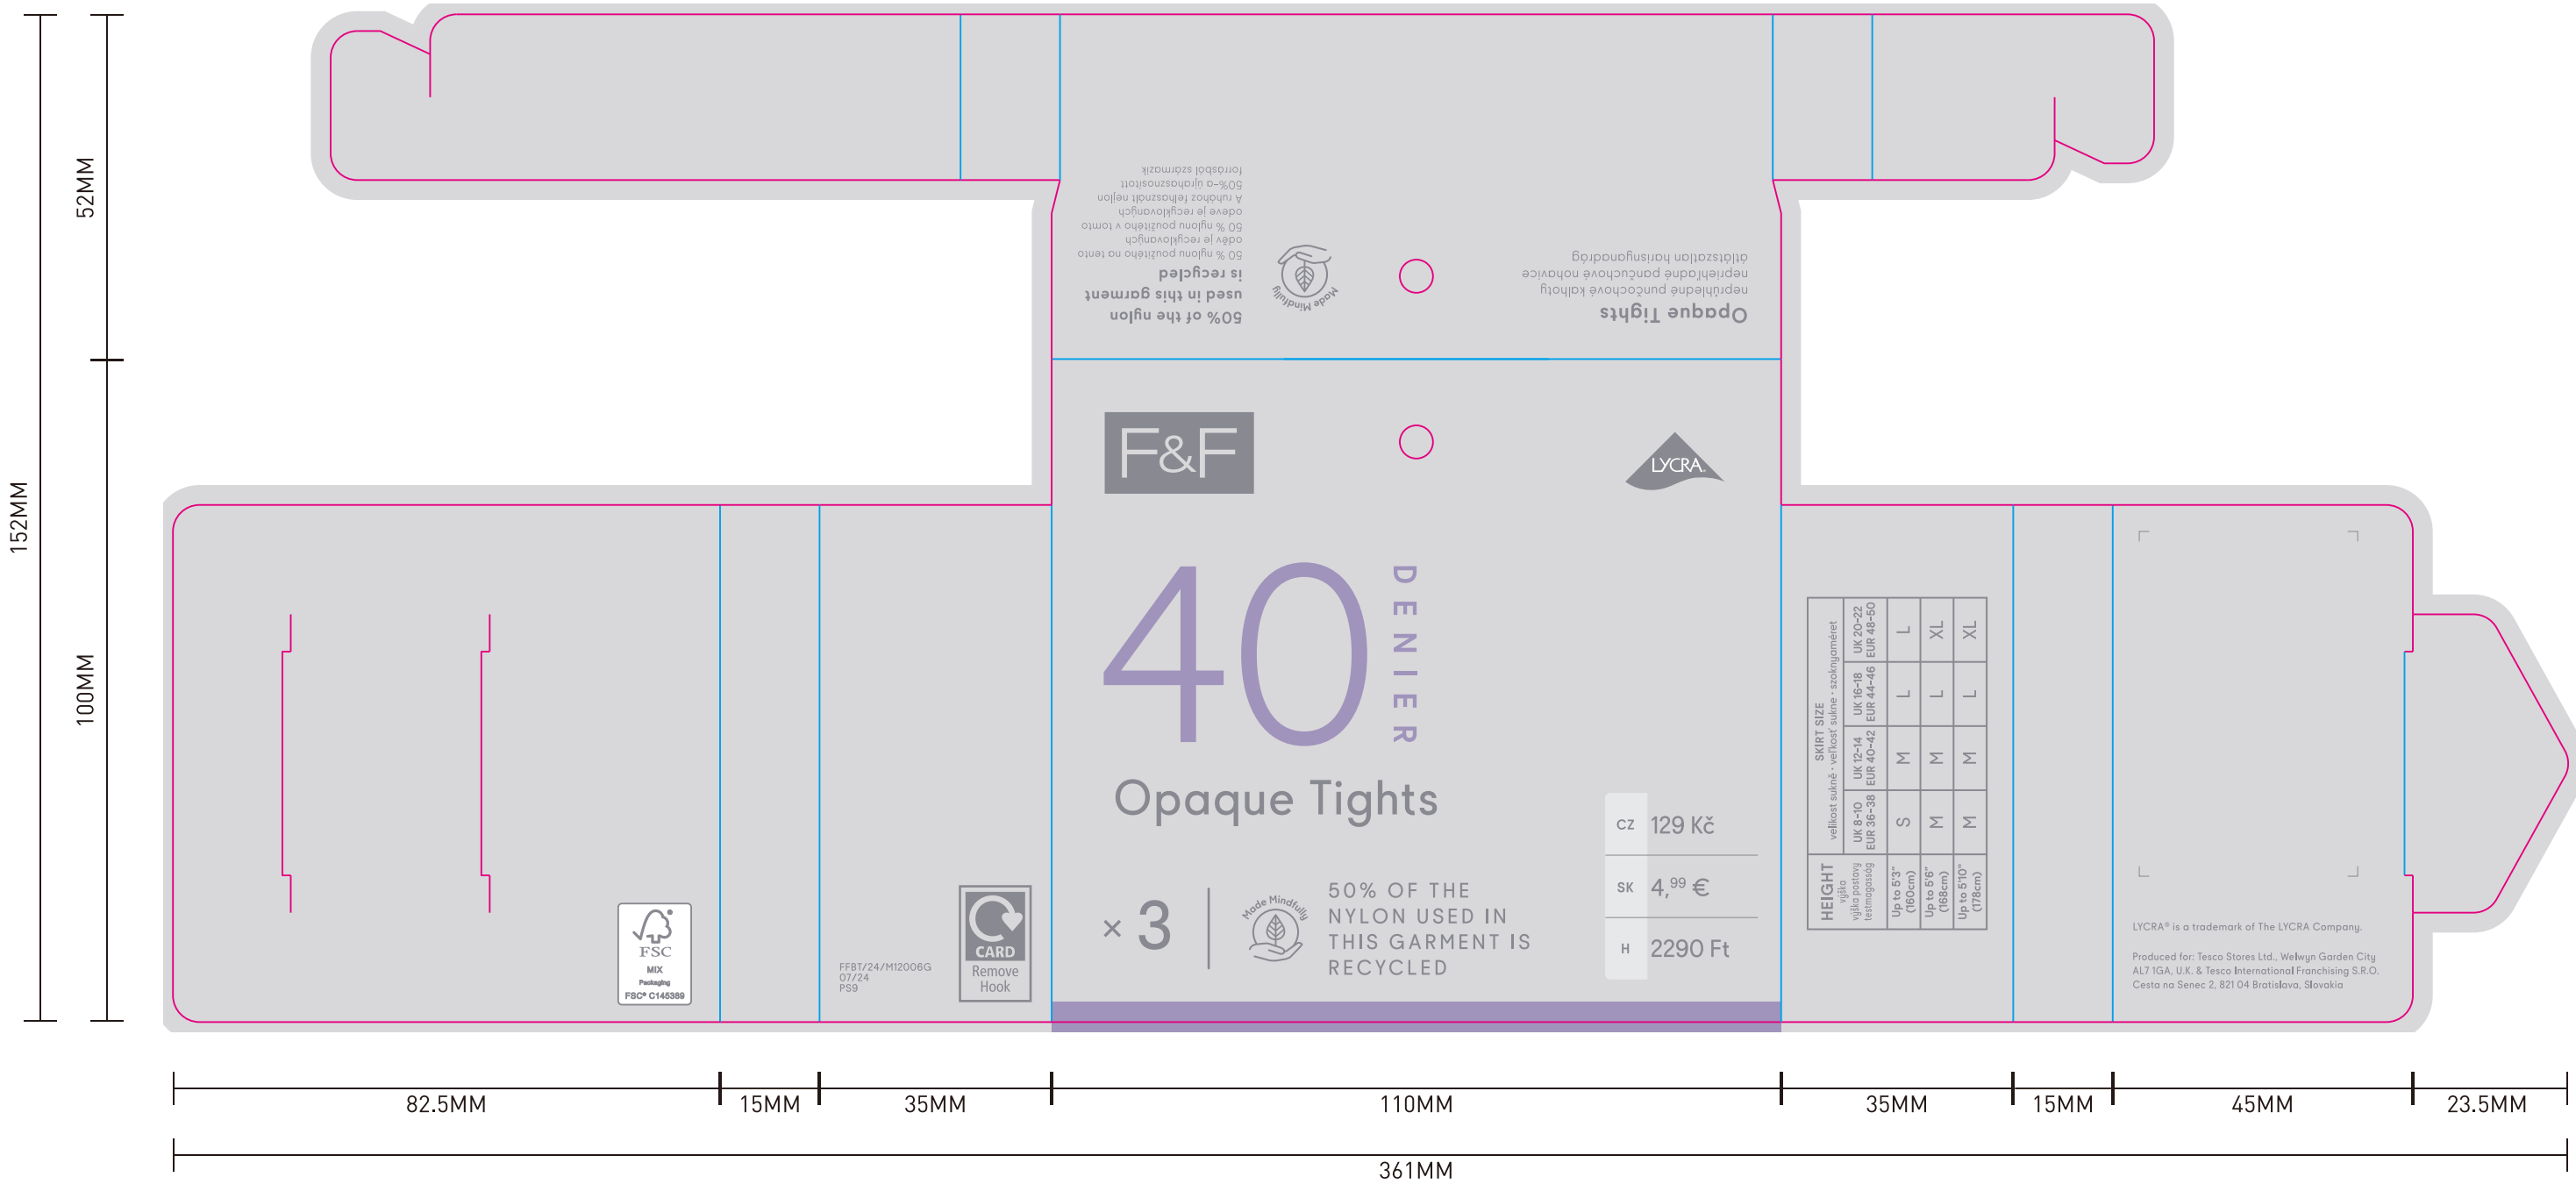 52MM
152MM
100MM
50% of the nylon
used in this garment
is recycled
50 % nylonu použitého na tento
oděv je recyklovaných
50 % nylonu použitého v tomto
odeve je recyklovaných
A ruhához felhasznált nejlon
50%-a újrahasznosított
forrásból származik
Made Mindfully
Opaque Tights
neprůhledné punčochové kalhoty
nepriehľadné pančuchové nohavice
átlátszatlan harisnyanadrág
F&F
LYCRA®
40
DENIER
Opaque Tights
× 3
Made Mindfully
50% OF THE
NYLON USED IN
THIS GARMENT IS
RECYCLED
CZ 129 Kč
SK 4,99 €
H 2290 Ft
FSC®
MIX
Packaging
FSC® C145389
FFBT/24/M12006G
07/24
PS9
CARD
Remove
Hook
SKIRT SIZE
velikost sukně · veľkosť sukne · szoknyaméret
HEIGHT
výška
výška postavy
testmagasság
UK 8-10
EUR 36-38
UK 12-14
EUR 40-42
UK 16-18
EUR 44-46
UK 20-22
EUR 48-50
Up to 5'3"
(160cm)
S M L L
Up to 5'6"
(168cm)
M M L XL
Up to 5'10"
(178cm)
M M L XL
LYCRA® is a trademark of The LYCRA Company.
Produced for: Tesco Stores Ltd., Welwyn Garden City
AL7 1GA, U.K. & Tesco International Franchising S.R.O.
Cesta na Senec 2, 821 04 Bratislava, Slovakia
82.5MM
15MM
35MM
110MM
35MM
15MM
45MM
23.5MM
361MM